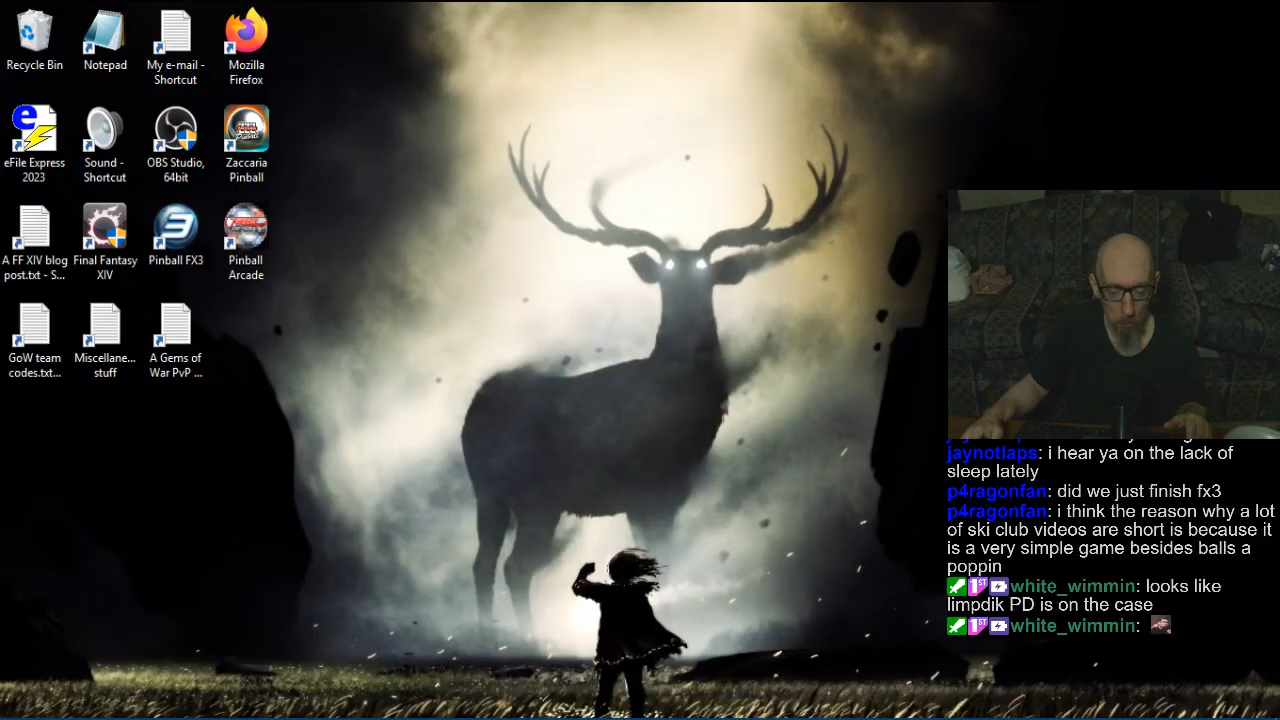 Recycle Bin
Notepad
My e-mail -
Shortcut
Mozilla
Firefox
eFile Express
2023
Sound -
Shortcut
OBS Studio,
64bit
Zaccaria
Pinball
A FF XIV blog
post.txt - S...
Final Fantasy
XIV
Pinball FX3
Pinball
Arcade
GoW team
codes.txt...
Miscellane...
stuff
A Gems of
War PvP ...
jaynotlaps: i hear ya on the lack of
sleep lately
p4ragonfan: did we just finish fx3
p4ragonfan: i think the reason why a lot
of ski club videos are short is because it
is a very simple game besides balls a
poppin
white_wimmin: looks like
limpdik PD is on the case
white_wimmin: